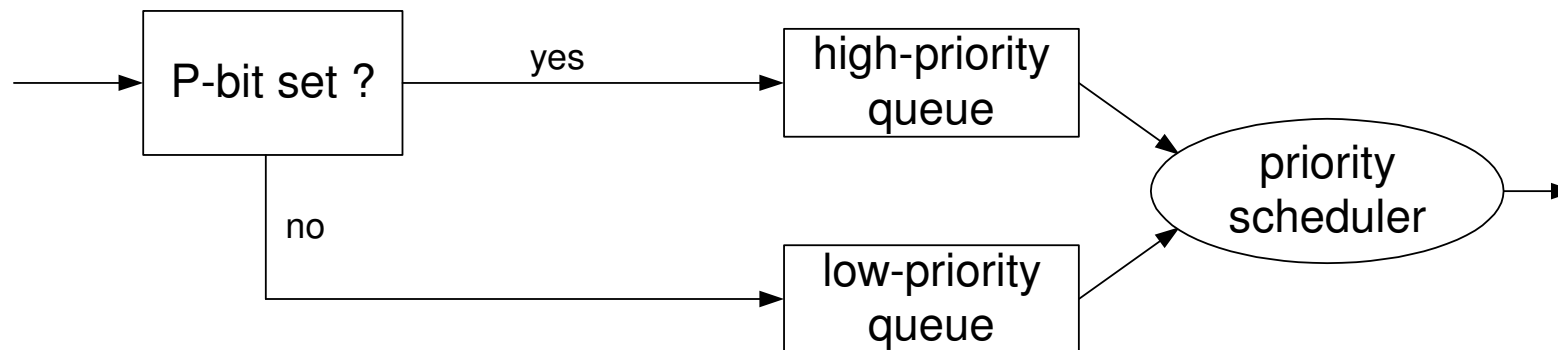 P-bit set ?
yes
high-priority
queue
no
low-priority
queue
priority
scheduler